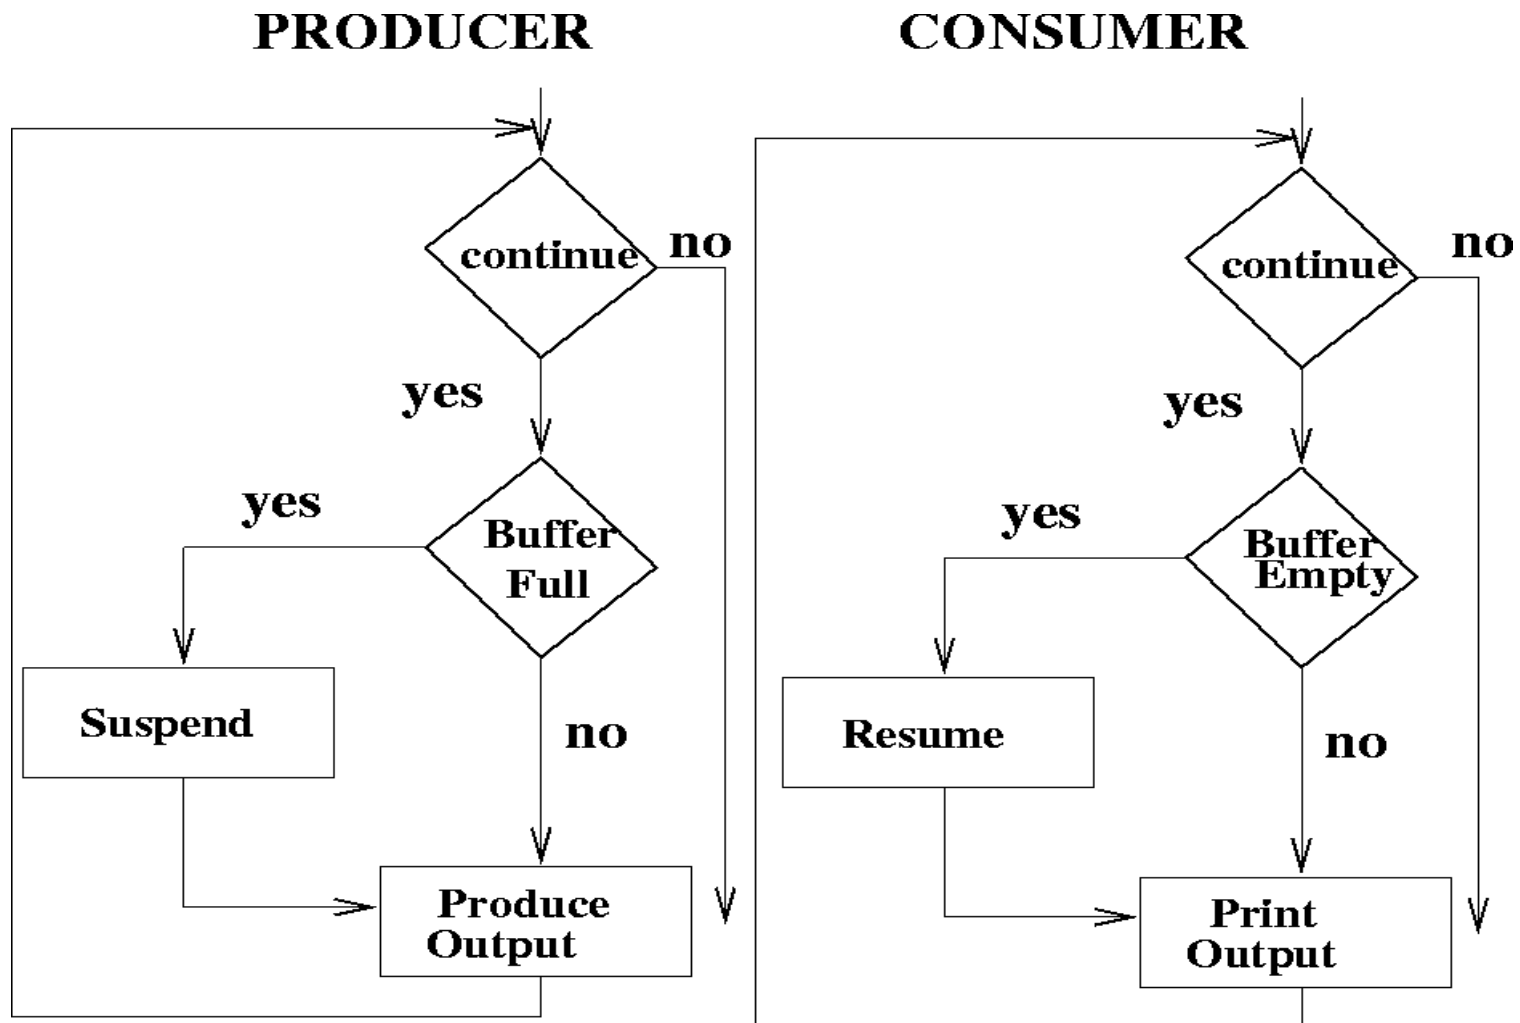 PRODUCER
continue
no
yes
Buffer
Full
yes
Suspend
no
Produce
Output
CONSUMER
continue
no
yes
Buffer
Empty
yes
Resume
no
Print
Output